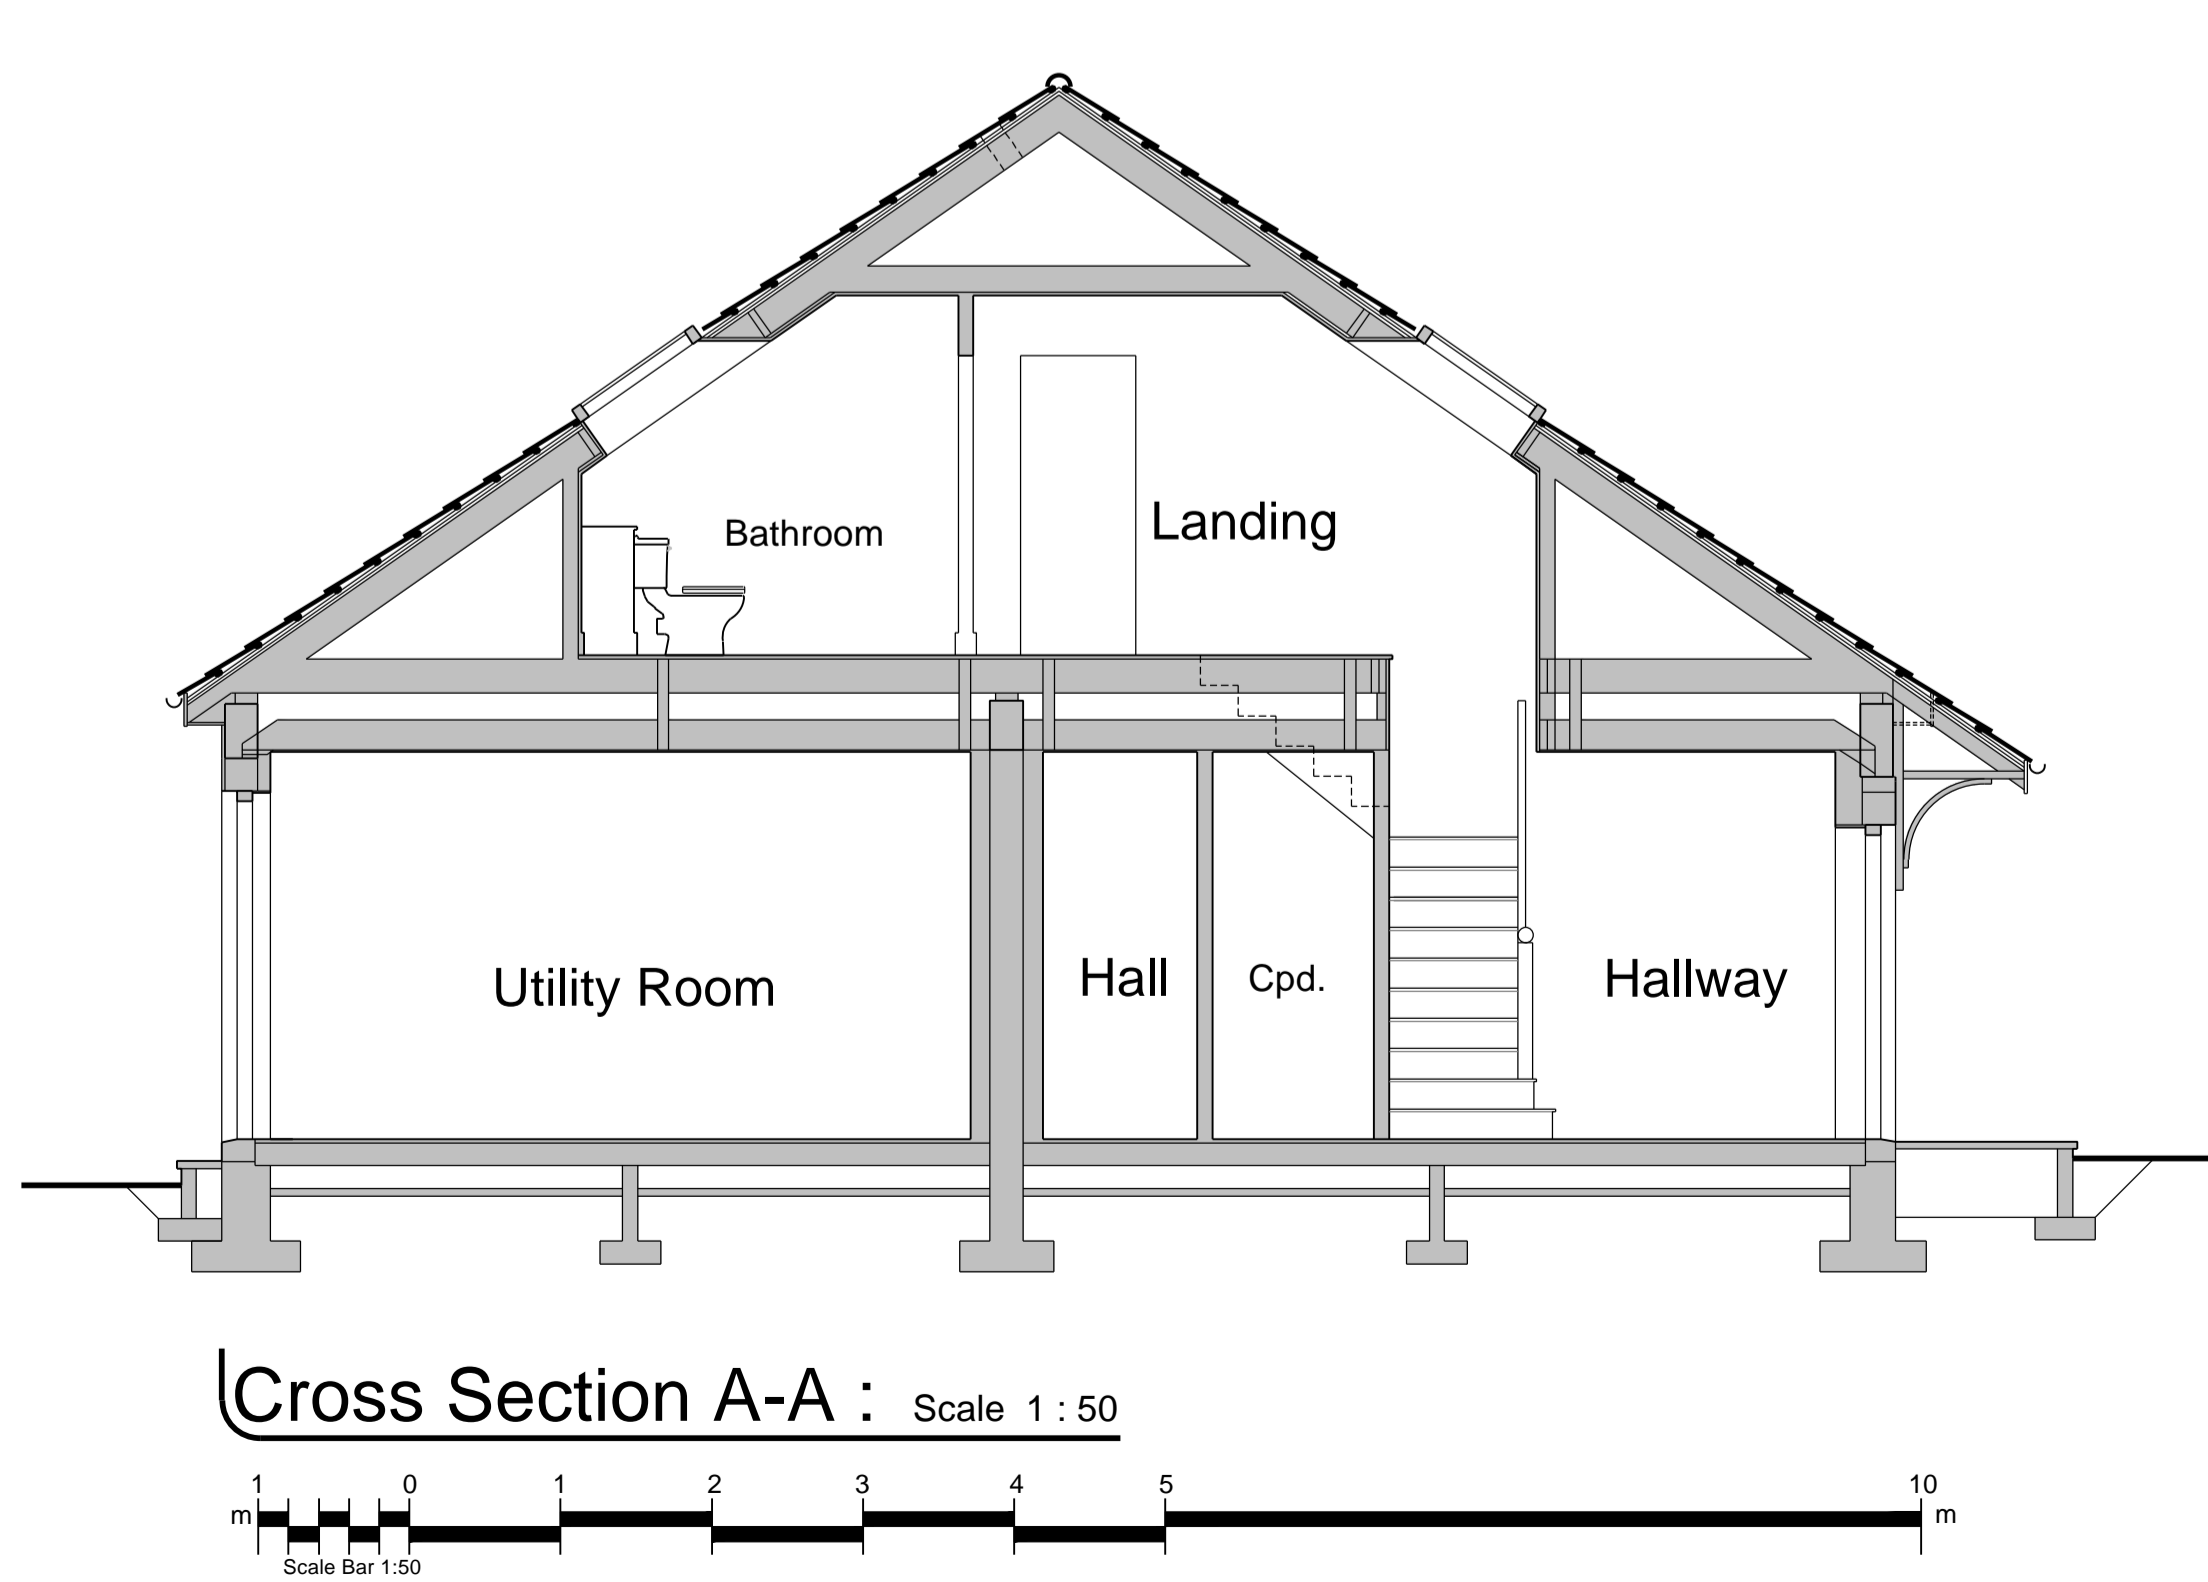 Bathroom
Landing
Utility Room
Hall
Cpd.
Hallway
Cross Section A-A : Scale 1 : 50
1 0 1 2 3 4 5 10
m m
Scale Bar 1:50